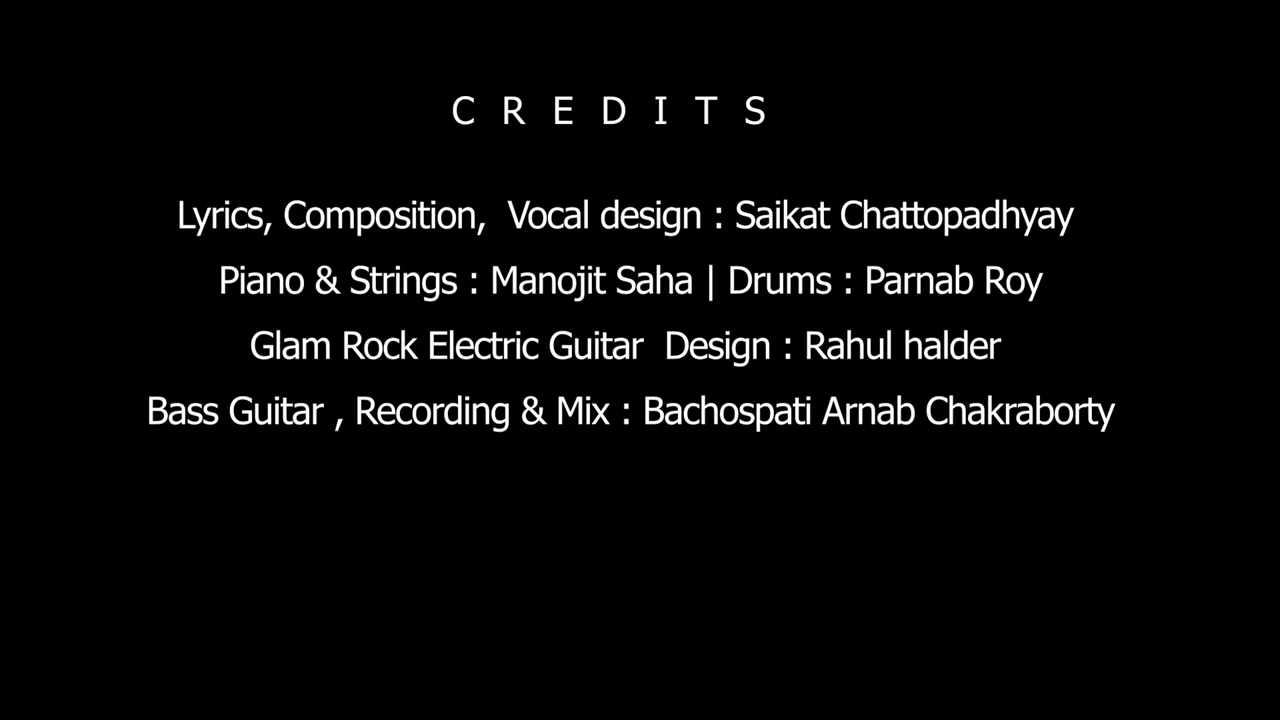 C R E D I T S
Lyrics, Composition,  Vocal design : Saikat Chattopadhyay
Piano & Strings : Manojit Saha | Drums : Parnab Roy
Glam Rock Electric Guitar  Design : Rahul halder
Bass Guitar , Recording & Mix : Bachospati Arnab Chakraborty